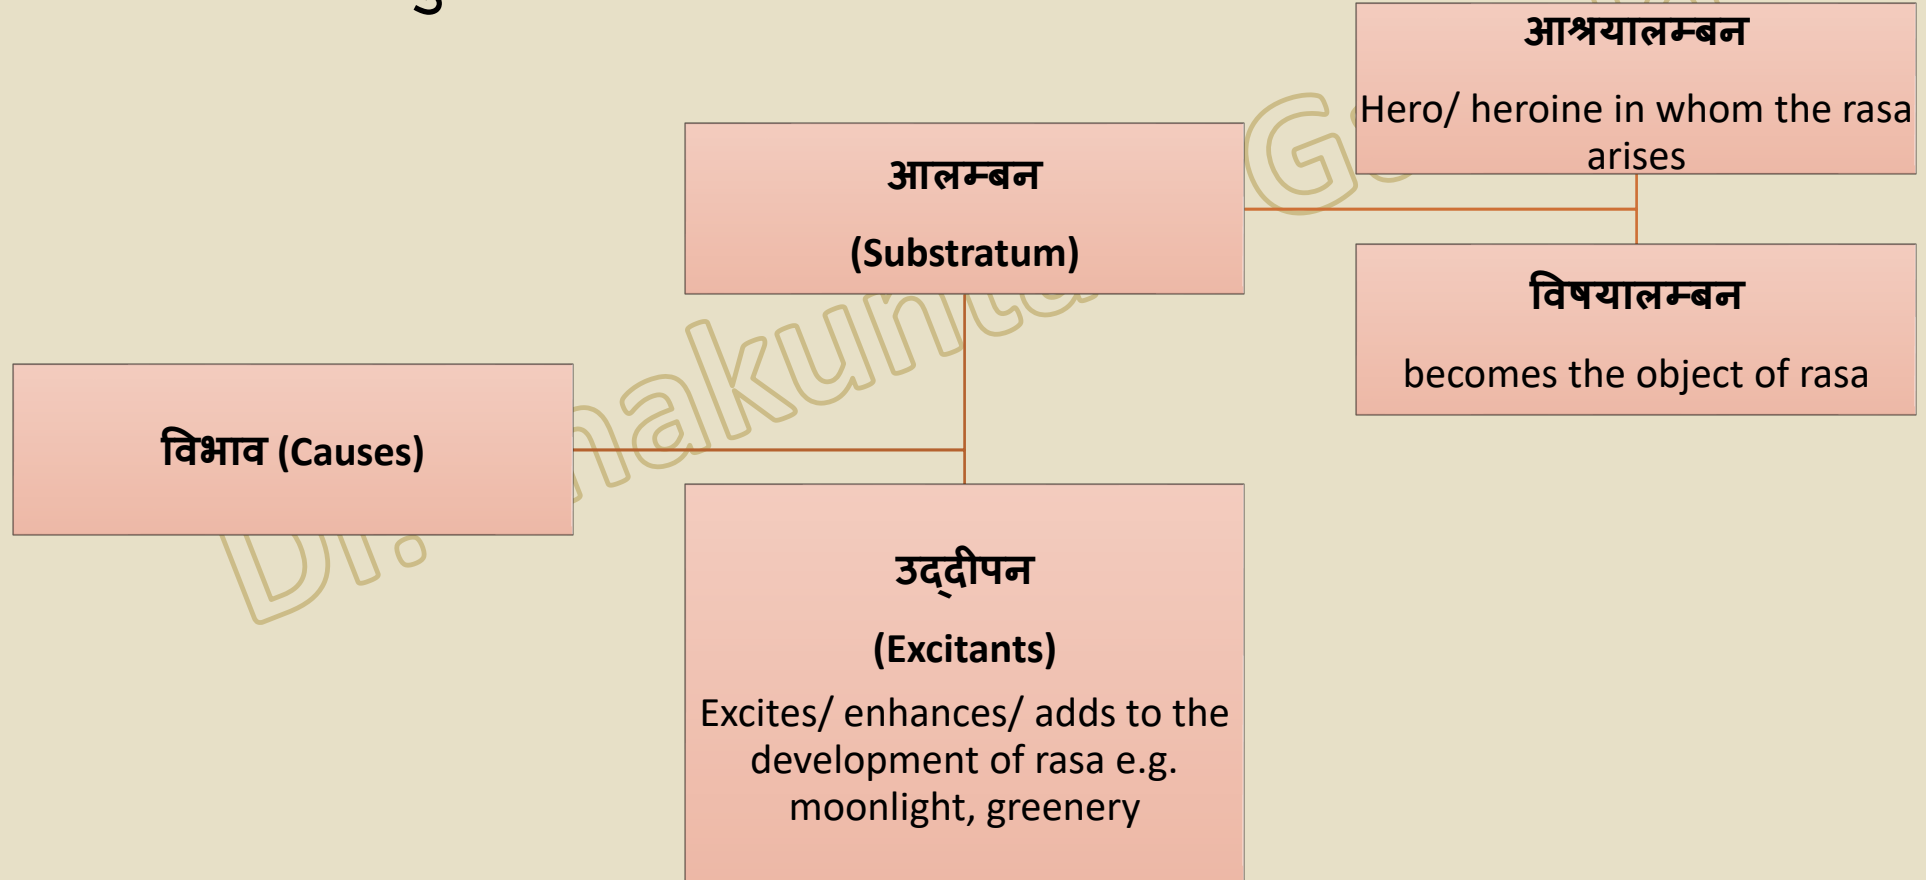 विभाव (Causes)
आलम्बन
(Substratum)
आश्रयालम्बन
Hero/ heroine in whom the rasa
arises
विषयालम्बन
becomes the object of rasa
उद्दीपन
(Excitants)
Excites/ enhances/ adds to the
development of rasa e.g.
moonlight, greenery
Dr.